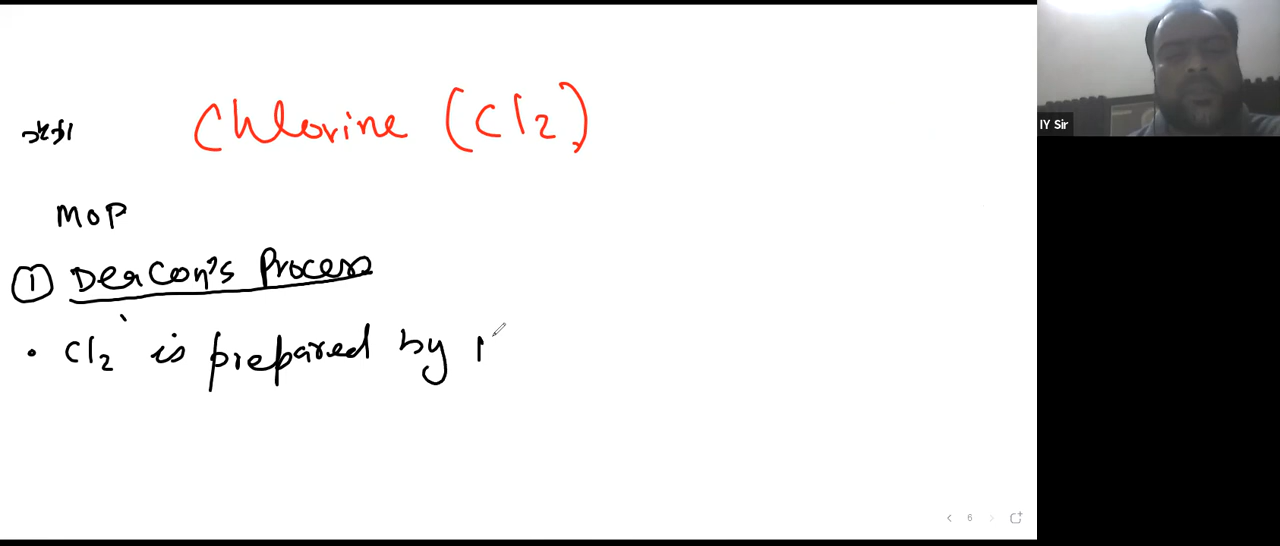 Chlorine (Cl2)
IY Sir
MOP
① Deacon's Process
• Cl2 is prepared by
6